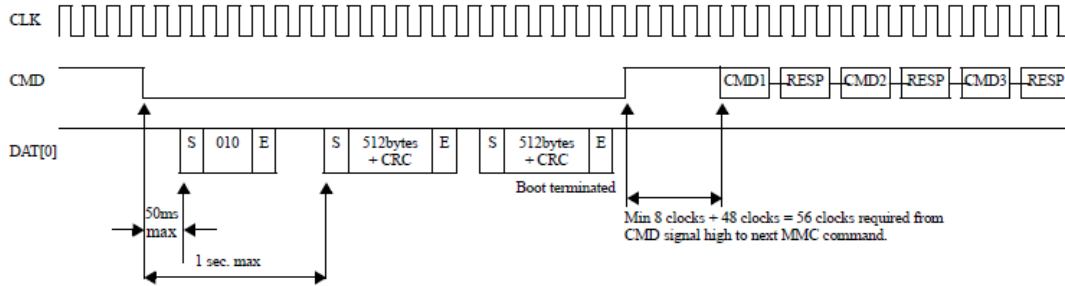 CLK
CMD
CMD1 RESP CMD2 RESP CMD3 RESP
DAT[0]
S 010 E S 512bytes + CRC E S 512bytes + CRC E
Boot terminated
50ms
max
Min 8 clocks + 48 clocks = 56 clocks required from
CMD signal high to next MMC command.
1 sec. max